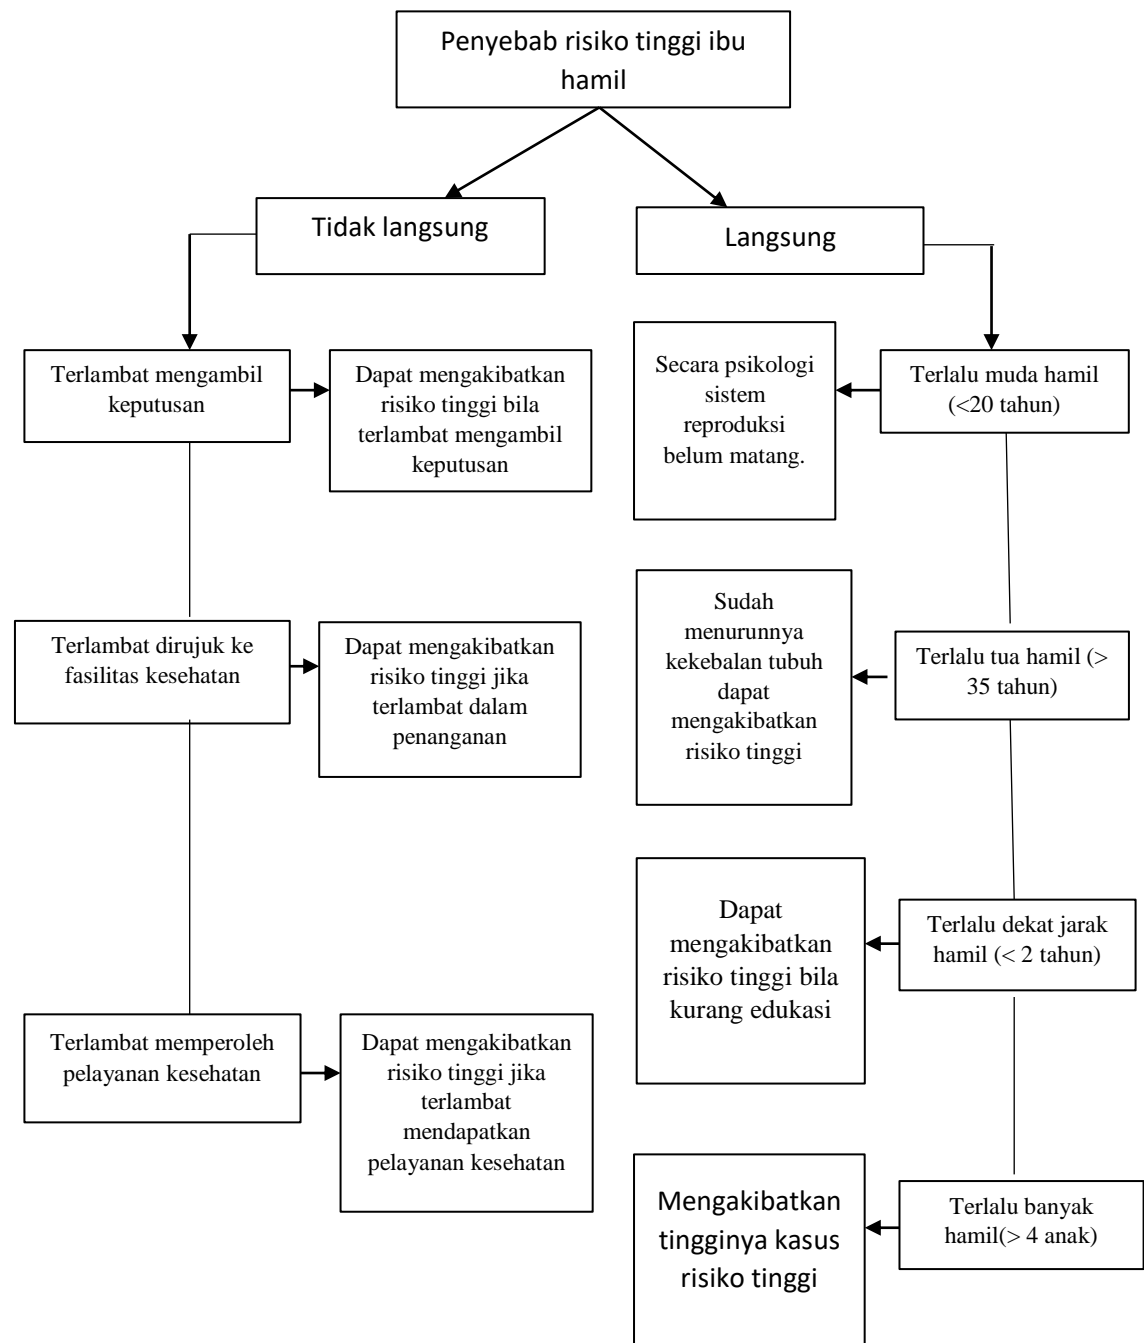 Penyebab risiko tinggi ibu
hamil
Tidak langsung
Langsung
Terlambat mengambil
keputusan
Dapat mengakibatkan
risiko tinggi bila
terlambat mengambil
keputusan
Secara psikologi
sistem
reproduksi
belum matang.
Terlalu muda hamil
(<20 tahun)
Terlambat dirujuk ke
fasilitas kesehatan
Dapat mengakibatkan
risiko tinggi jika
terlambat dalam
penanganan
Sudah
menurunnya
kekebalan tubuh
dapat
mengakibatkan
risiko tinggi
Terlalu tua hamil (>
35 tahun)
Dapat
mengakibatkan
risiko tinggi bila
kurang edukasi
Terlalu dekat jarak
hamil (< 2 tahun)
Terlambat memperoleh
pelayanan kesehatan
Dapat mengakibatkan
risiko tinggi jika
terlambat
mendapatkan
pelayanan kesehatan
Mengakibatkan
tingginya kasus
risiko tinggi
Terlalu banyak
hamil(> 4 anak)